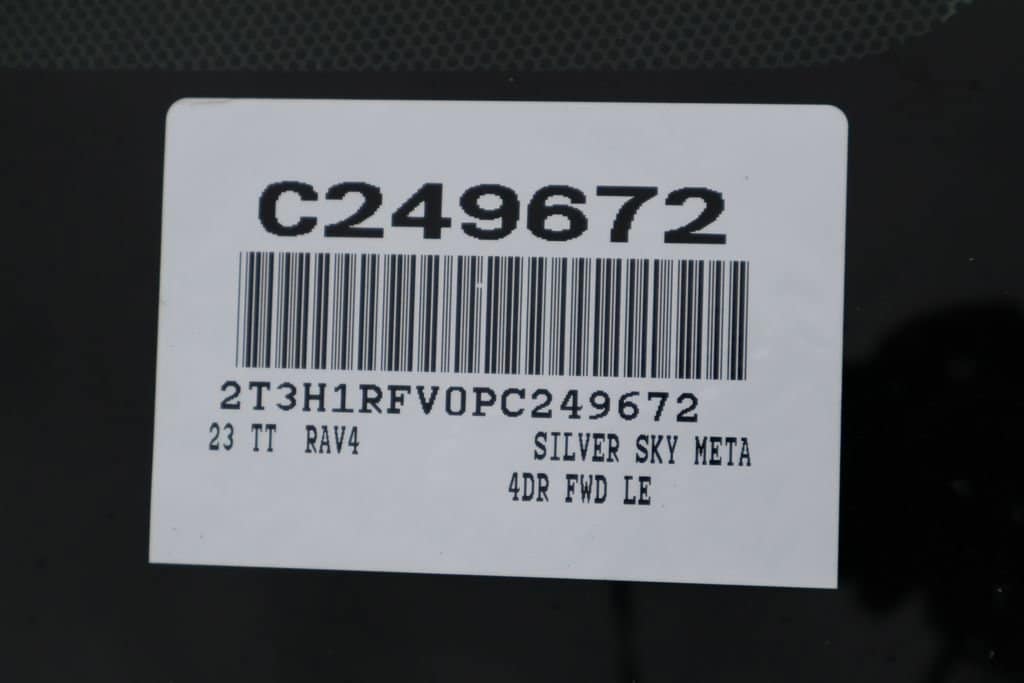 C249672
2T3H1RFV0PC249672
23 TT RAV4 SILVER SKY META
4DR FWD LE